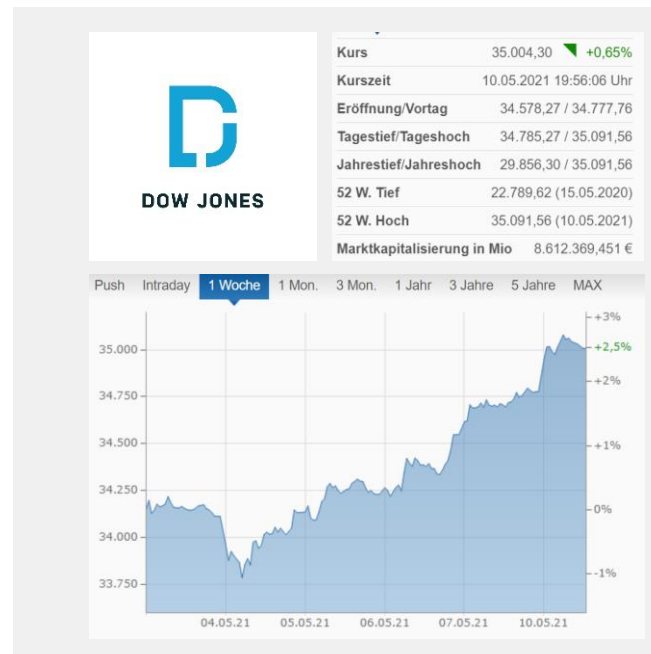 DOW JONES
Kurs 35.004,30 +0,65%
Kurszeit 10.05.2021 19:56:06 Uhr
Eröffnung/Vortag 34.578,27 / 34.777,76
Tagestief/Tageshoch 34.785,27 / 35.091,56
Jahrestief/Jahreshoch 29.856,30 / 35.091,56
52 W. Tief 22.789,62 (15.05.2020)
52 W. Hoch 35.091,56 (10.05.2021)
Marktkapitalisierung in Mio 8.612.369,451 €
Push Intraday 1 Woche 1 Mon. 3 Mon. 1 Jahr 3 Jahre 5 Jahre MAX
+3%
35.000 +2,5%
34.750 +2%
34.500 +1%
34.250
0%
34.000
33.750 -1%
04.05.21 05.05.21 06.05.21 07.05.21 10.05.21